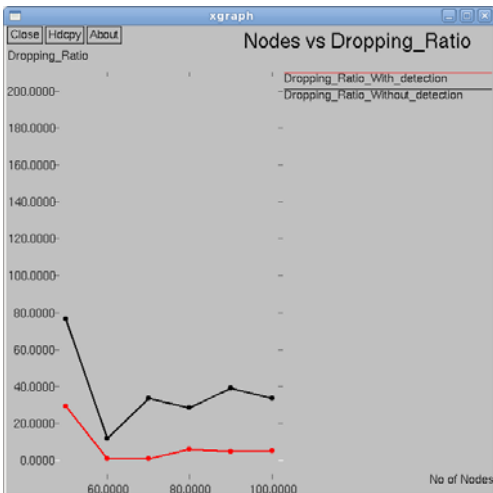 xgraph
Close Hdcpy About
Nodes vs Dropping_Ratio
Dropping_Ratio
Dropping_Ratio_With_detection
Dropping_Ratio_Without_detection
200.0000
180.0000
160.0000
140.0000
120.0000
100.0000
80.0000
60.0000
40.0000
20.0000
0.0000
No of Nodes
60.0000 80.0000 100.0000